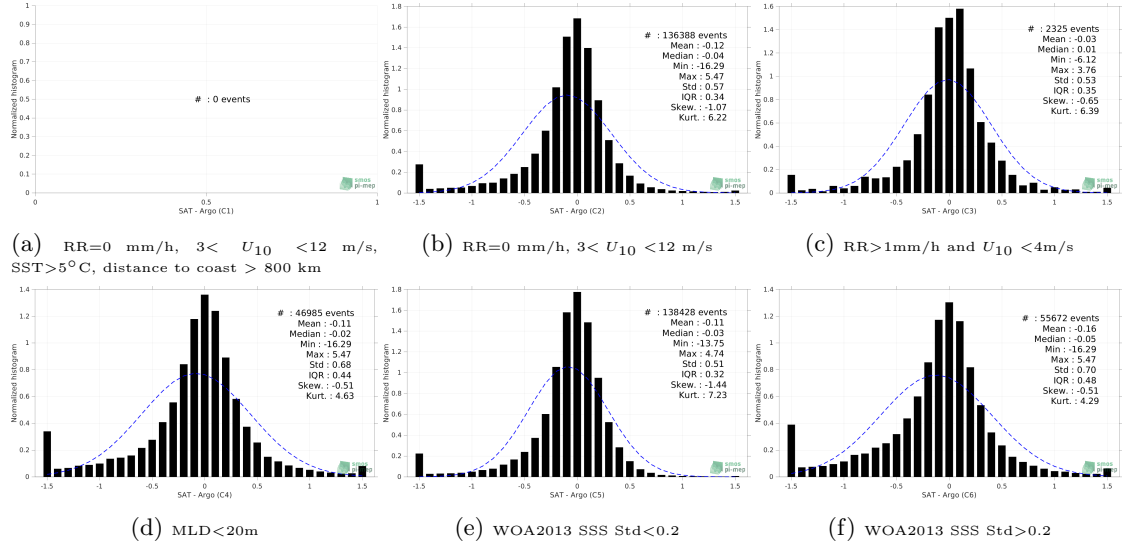 Normalized histogram
1
0.9
0.8
0.7
0.6
0.5
0.4
0.3
0.2
0.1
0
# : 0 events
smos
pi-mep
0 0.5 1
SAT - Argo (C1)
(a) RR=0 mm/h, 3< U10 <12 m/s,
SST>5°C, distance to coast > 800 km
Normalized histogram
1.8
1.6
1.4
1.2
1
0.8
0.6
0.4
0.2
0
# : 136388 events
Mean : -0.12
Median : -0.04
Min : -16.29
Max : 5.47
Std : 0.57
IQR : 0.34
Skew. : -1.07
Kurt. : 6.22
smos
pi-mep
-1.5 -1 -0.5 0 0.5 1 1.5
SAT - Argo (C2)
(b) RR=0 mm/h, 3< U10 <12 m/s
Normalized histogram
1.6
1.4
1.2
1
0.8
0.6
0.4
0.2
0
# : 2325 events
Mean : -0.03
Median : 0.01
Min : -6.12
Max : 3.76
Std : 0.53
IQR : 0.35
Skew. : -0.65
Kurt. : 6.39
smos
pi-mep
-1.5 -1 -0.5 0 0.5 1 1.5
SAT - Argo (C3)
(c) RR>1mm/h and U10 <4m/s
Normalized histogram
1.4
1.2
1
0.8
0.6
0.4
0.2
0
# : 46985 events
Mean : -0.11
Median : -0.02
Min : -16.29
Max : 5.47
Std : 0.68
IQR : 0.44
Skew. : -0.51
Kurt. : 4.63
smos
pi-mep
-1.5 -1 -0.5 0 0.5 1 1.5
SAT - Argo (C4)
(d) MLD<20m
Normalized histogram
1.8
1.6
1.4
1.2
1
0.8
0.6
0.4
0.2
0
# : 138428 events
Mean : -0.11
Median : -0.03
Min : -13.75
Max : 4.74
Std : 0.51
IQR : 0.32
Skew. : -1.44
Kurt. : 7.23
smos
pi-mep
-1.5 -1 -0.5 0 0.5 1 1.5
SAT - Argo (C5)
(e) WOA2013 SSS Std<0.2
Normalized histogram
1.4
1.2
1
0.8
0.6
0.4
0.2
0
# : 55672 events
Mean : -0.16
Median : -0.05
Min : -16.29
Max : 5.47
Std : 0.70
IQR : 0.48
Skew. : -0.51
Kurt. : 4.29
smos
pi-mep
-1.5 -1 -0.5 0 0.5 1 1.5
SAT - Argo (C6)
(f) WOA2013 SSS Std>0.2